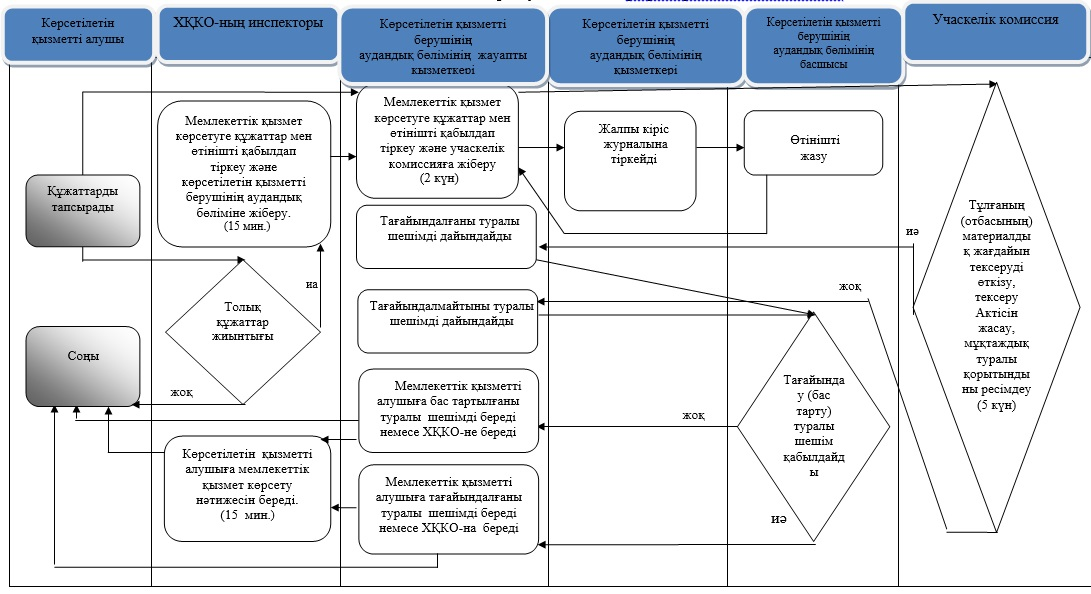 Көрсетілетін
қызметті алушы
ХҚКО-ның инспекторы
Көрсетілетін қызметті
берушінің
аудандық бөлімінің жауапты
қызметкері
Көрсетілетін қызметті
берушінің
аудандық бөлімінің
қызметкері
Көрсетілетін қызметті
берушінің
аудандық бөлімінің
басшысы
Учаскелік комиссия
Құжаттарды
тапсырады
Соңы
Мемлекеттік қызмет
көрсетуге құжаттар мен
өтінішті қабылдап
тіркеу және
көрсетілетін қызметті
берушінің аудандық
бөліміне жіберу.
(15 мин.)
иа
Толық
құжаттар
жиынтығы
жоқ
Көрсетілетін қызметті
алушыға мемлекеттік
қызмет көрсету
нәтижесін береді.
(15 мин.)
Мемлекеттік қызмет
көрсетуге құжаттар мен
өтінішті қабылдап
тіркеу және учаскелік
комиссияға жіберу
(2 күн)
Тағайындалғаны туралы
шешімді дайындайды
Тағайындалмайтыны туралы
шешімді дайындайды
Мемлекеттік қызметті
алушыға бас тартылғаны
туралы шешімді береді
немесе ХҚКО-не береді
Мемлекеттік қызметті
алушыға тағайындалғаны
туралы шешімді береді
немесе ХҚКО-на береді
Жалпы кіріс
журналына
тіркейді
жоқ
Өтінішті
жазу
жоқ
Тағайында
у (бас
тарту)
туралы
шешім
қабылдайд
ы
иә
иә
Тұлғаның
(отбасының)
материалды
қ жағдайын
тексеруді
өткізу,
тексеру
Актісін
жасау,
мұқтаждық
туралы
қорытынды
ны ресімдеу
(5 күн)